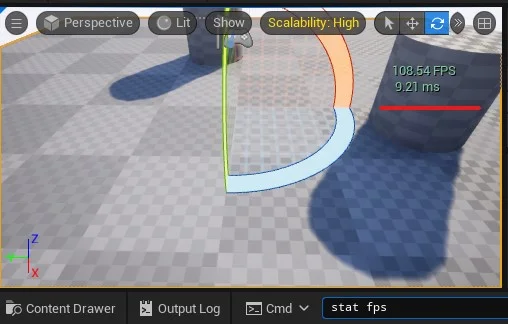 Perspective Lit Show Scalability: High
108.54 FPS
9.21 ms
Z
X
Content Drawer Output Log Cmd stat fps